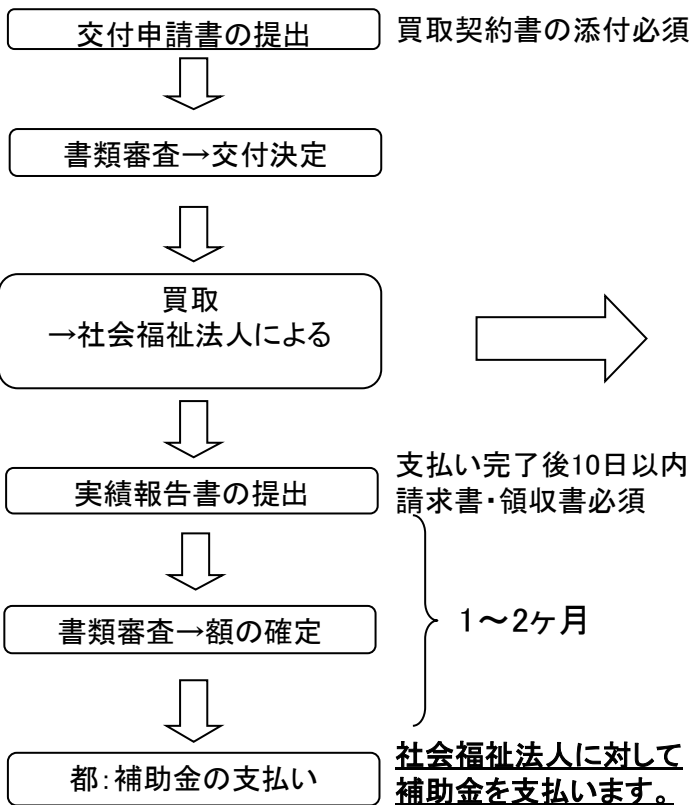 交付申請書の提出
買取契約書の添付必須
書類審査→交付決定
買取
→社会福祉法人による
実績報告書の提出
支払い完了後10日以内
請求書・領収書必須
1～2ヶ月
書類審査→額の確定
都：補助金の支払い
社会福祉法人に対して
補助金を支払います。